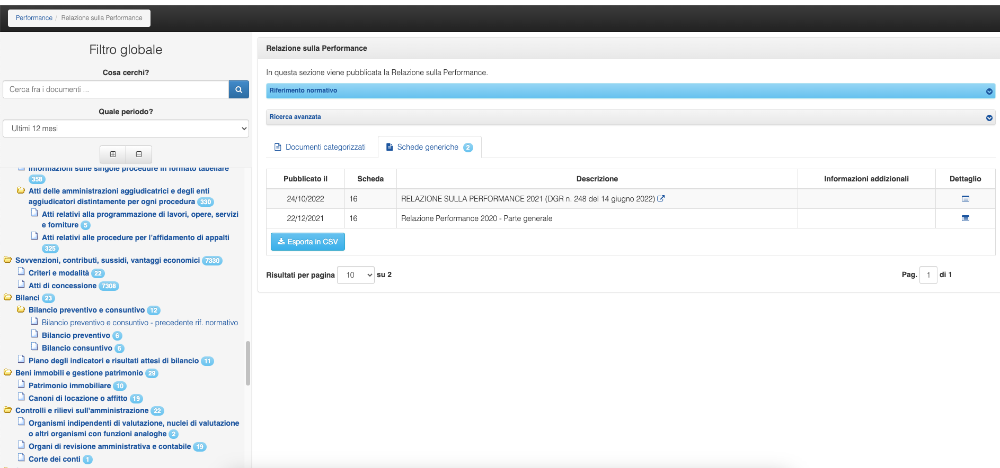 Performance / Relazione sulla Performance
Filtro globale
Cosa cerchi?
Cerca fra i documenti ...
Quale periodo?
Ultimi 12 mesi
Informazioni sulle singole procedure in formato tabellare
358
Atti delle amministrazioni aggiudicatrici e degli enti
aggiudicatori distintamente per ogni procedura 330
Atti relativi alla programmazione di lavori, opere, servizi
e forniture 5
Atti relativi alle procedure per l'affidamento di appalti
325
Sovvenzioni, contributi, sussidi, vantaggi economici 7330
Criteri e modalità 22
Atti di concessione 7308
Bilanci 23
Bilancio preventivo e consuntivo 12
Bilancio preventivo e consuntivo - precedente rif. normativo
Bilancio preventivo 6
Bilancio consuntivo 6
Piano degli indicatori e risultati attesi di bilancio 11
Beni immobili e gestione patrimonio 29
Patrimonio immobiliare 10
Canoni di locazione o affitto 19
Controlli e rilievi sull'amministrazione 22
Organismi indipendenti di valutazione, nuclei di valutazione
o altri organismi con funzioni analoghe 2
Organi di revisione amministrativa e contabile 19
Corte dei conti 1
Relazione sulla Performance
In questa sezione viene pubblicata la Relazione sulla Performance.
Riferimento normativo
Ricerca avanzata
Documenti categorizzati Schede generiche 2
Pubblicato il Scheda Descrizione Informazioni addizionali Dettaglio
24/10/2022 16 RELAZIONE SULLA PERFORMANCE 2021 (DGR n. 248 del 14 giugno 2022)
22/12/2021 16 Relazione Performance 2020 - Parte generale
Esporta in CSV
Risultati per pagina 10 su 2 Pag. 1 di 1